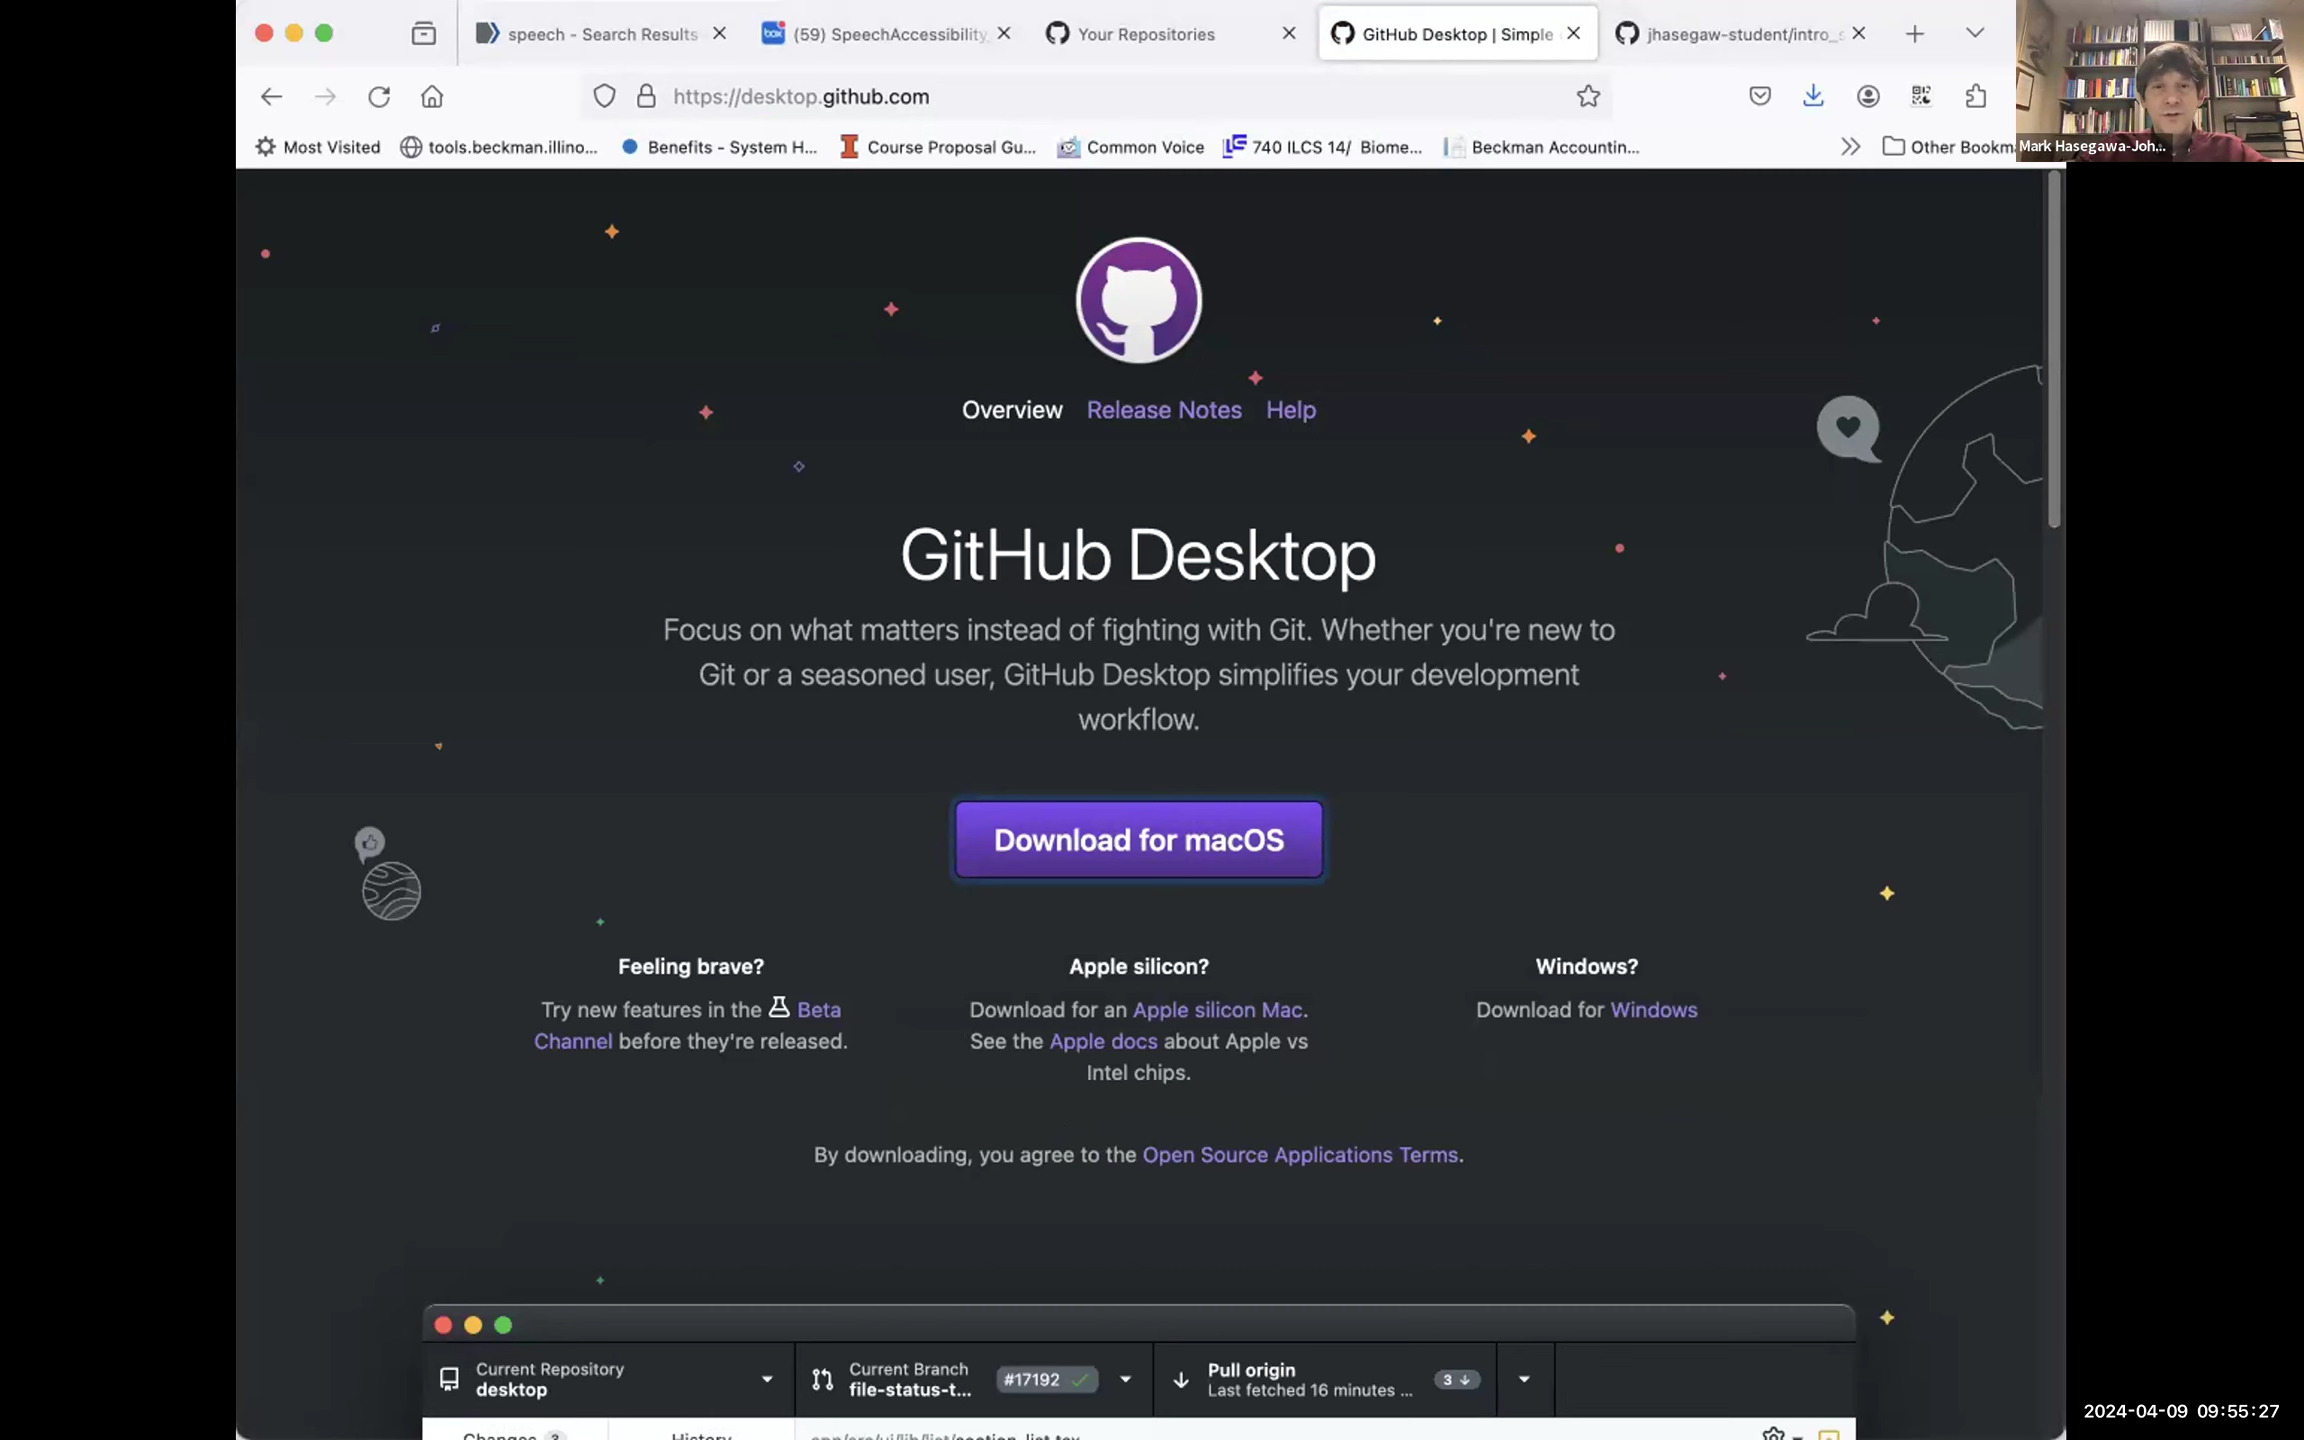 speech - Search Results
(59) SpeechAccessibility
Your Repositories
GitHub Desktop | Simple
jhasegaw-student/intro_s
https://desktop.github.com
Most Visited
tools.beckman.illino...
Benefits - System H...
Course Proposal Gu...
Common Voice
740 ILCS 14/ Biome...
Beckman Accountin...
Other Bookm
Mark Hasegawa-Joh...
Overview
Release Notes
Help
GitHub Desktop
Focus on what matters instead of fighting with Git. Whether you're new to
Git or a seasoned user, GitHub Desktop simplifies your development
workflow.
Download for macOS
Feeling brave?
Try new features in the Beta
Channel before they're released.
Apple silicon?
Download for an Apple silicon Mac.
See the Apple docs about Apple vs
Intel chips.
Windows?
Download for Windows
By downloading, you agree to the Open Source Applications Terms.
Current Repository
desktop
Current Branch
file-status-t...
#17192
Pull origin
Last fetched 16 minutes ...
3
Changes 3
History
2024-04-09 09:55:27